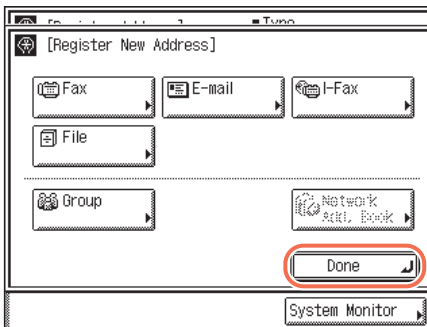 [Register New Address]
Fax
E-mail
I-Fax
File
Group
Network
Add. Book
Done
System Monitor